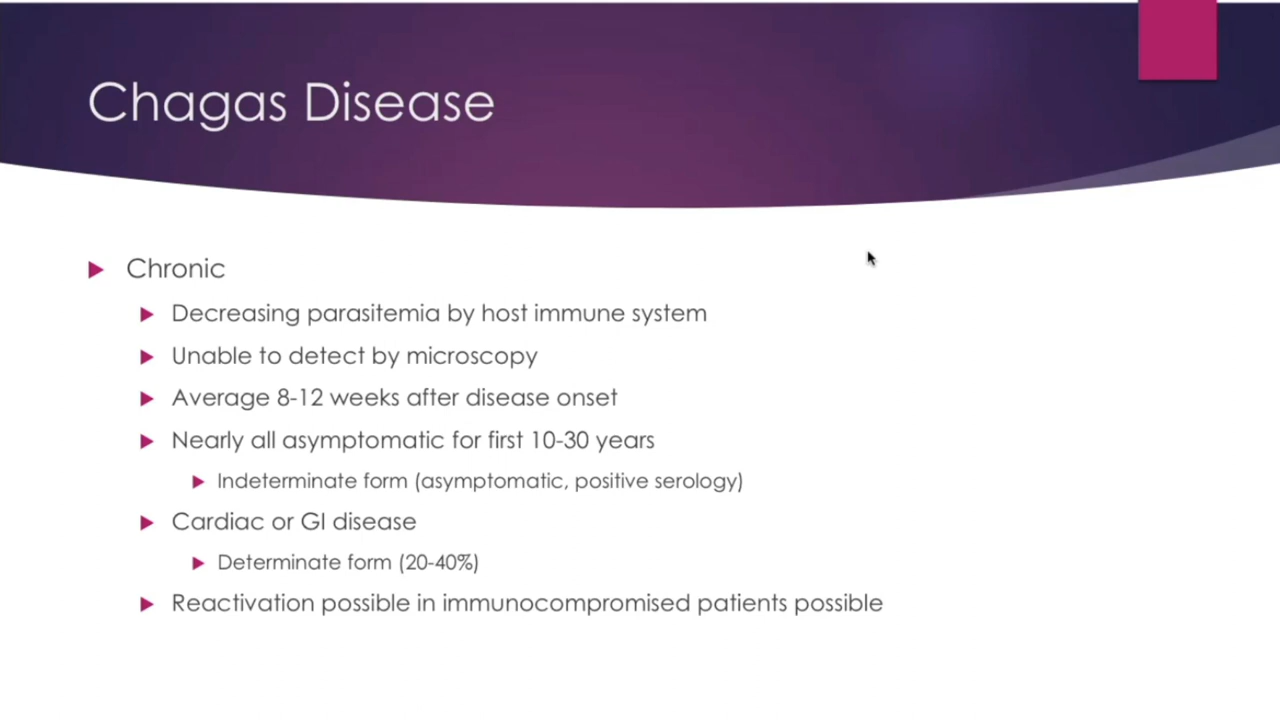 Chagas Disease
Chronic
Decreasing parasitemia by host immune system
Unable to detect by microscopy
Average 8-12 weeks after disease onset
Nearly all asymptomatic for first 10-30 years
Indeterminate form (asymptomatic, positive serology)
Cardiac or GI disease
Determinate form (20-40%)
Reactivation possible in immunocompromised patients possible